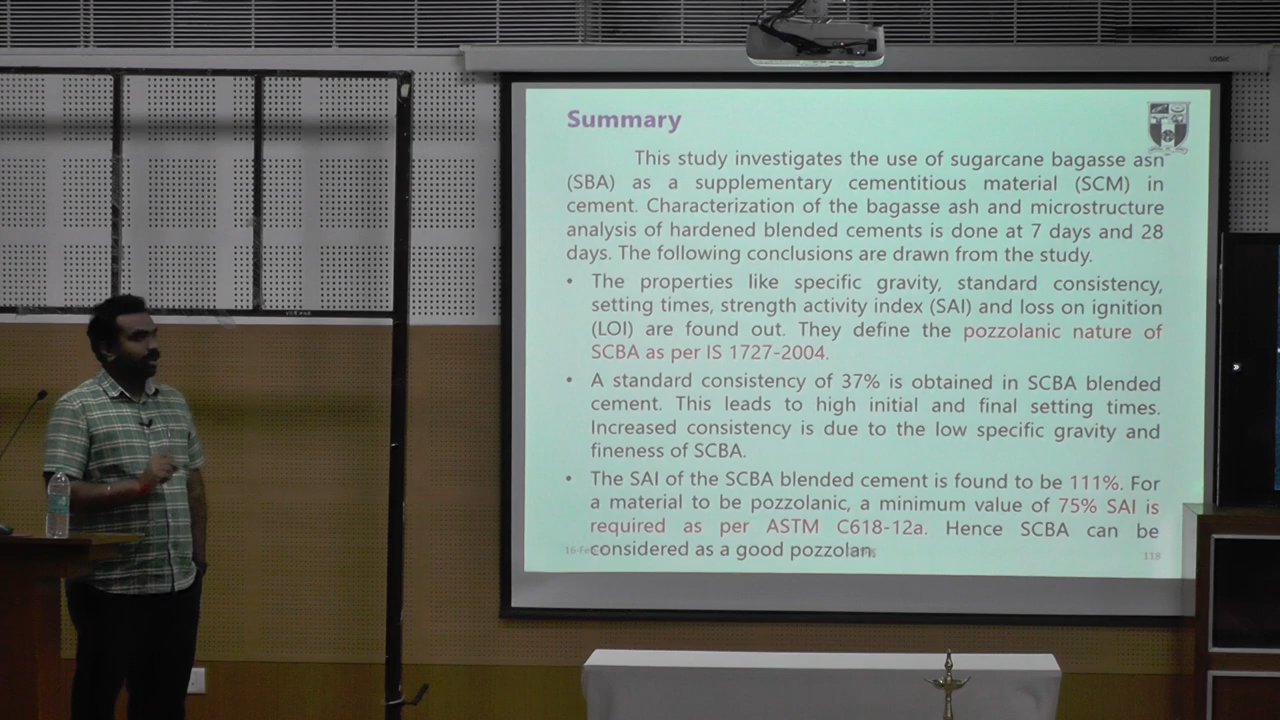 LOGIC
Summary
This study investigates the use of sugarcane bagasse ash
(SBA) as a supplementary cementitious material (SCM) in
cement. Characterization of the bagasse ash and microstructure
analysis of hardened blended cements is done at 7 days and 28
days. The following conclusions are drawn from the study.
• The properties like specific gravity, standard consistency,
setting times, strength activity index (SAI) and loss on ignition
(LOI) are found out. They define the pozzolanic nature of
SCBA as per IS 1727-2004.
• A standard consistency of 37% is obtained in SCBA blended
cement. This leads to high initial and final setting times.
Increased consistency is due to the low specific gravity and
fineness of SCBA.
• The SAI of the SCBA blended cement is found to be 111%. For
a material to be pozzolanic, a minimum value of 75% SAI is
required as per ASTM C618-12a. Hence SCBA can be
considered as a good pozzolan.
118